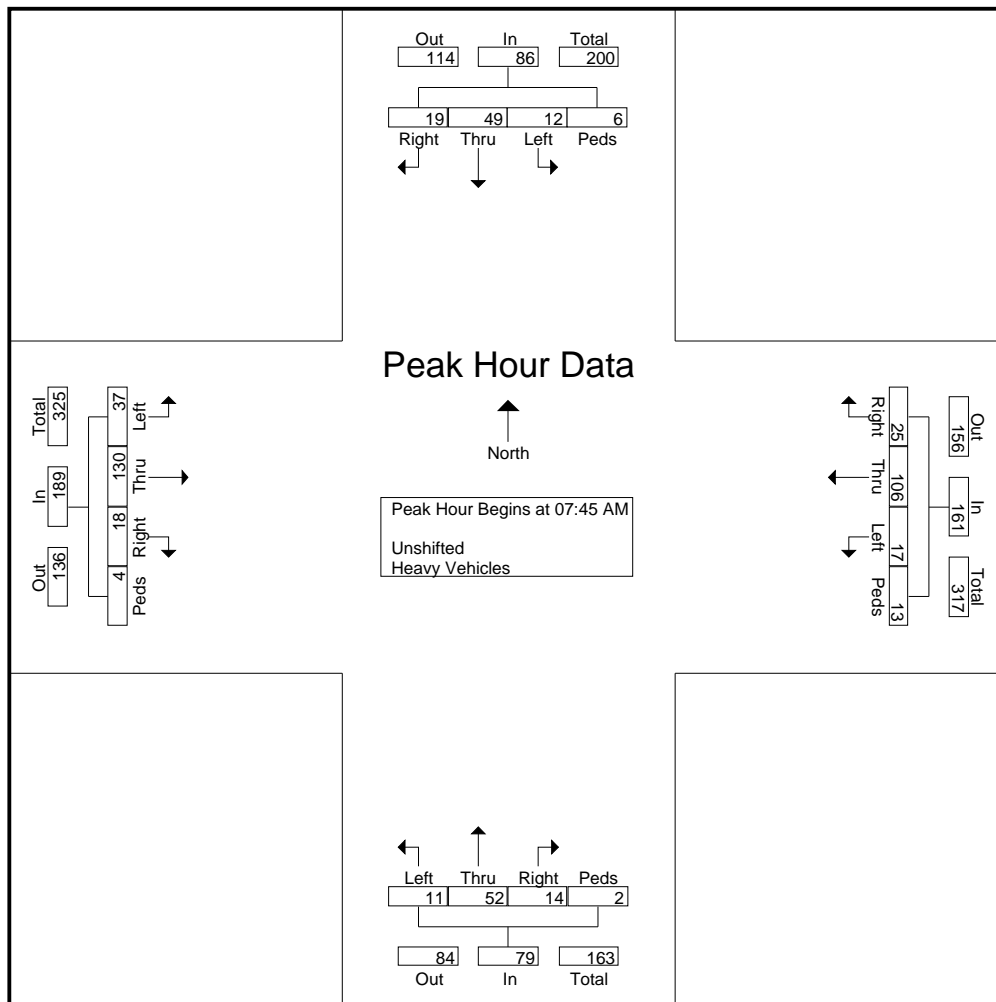 Out In Total
114 86 200
19 49 12 6
Right Thru Left Peds
Peak Hour Data
North
Peak Hour Begins at 07:45 AM
Unshifted
Heavy Vehicles
Total In Out
325 189 136
37 130 18 4
Left Thru Right Peds
Right Thru Left Peds
25 106 17 13
Out In Total
156 161 317
Left Thru Right Peds
11 52 14 2
84 79 163
Out In Total